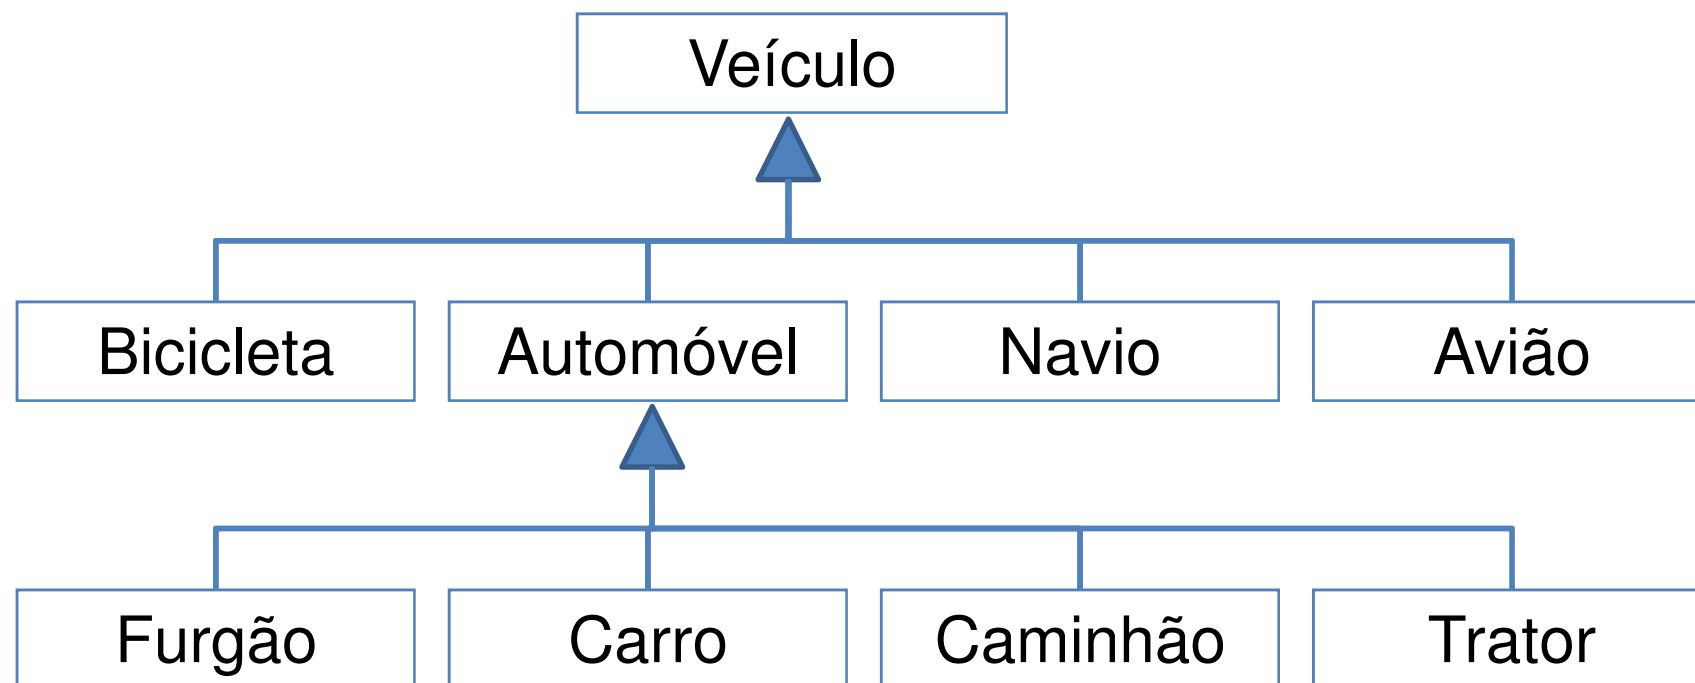 Veículo
Bicicleta
Automóvel
Navio
Avião
Furgão
Carro
Caminhão
Trator